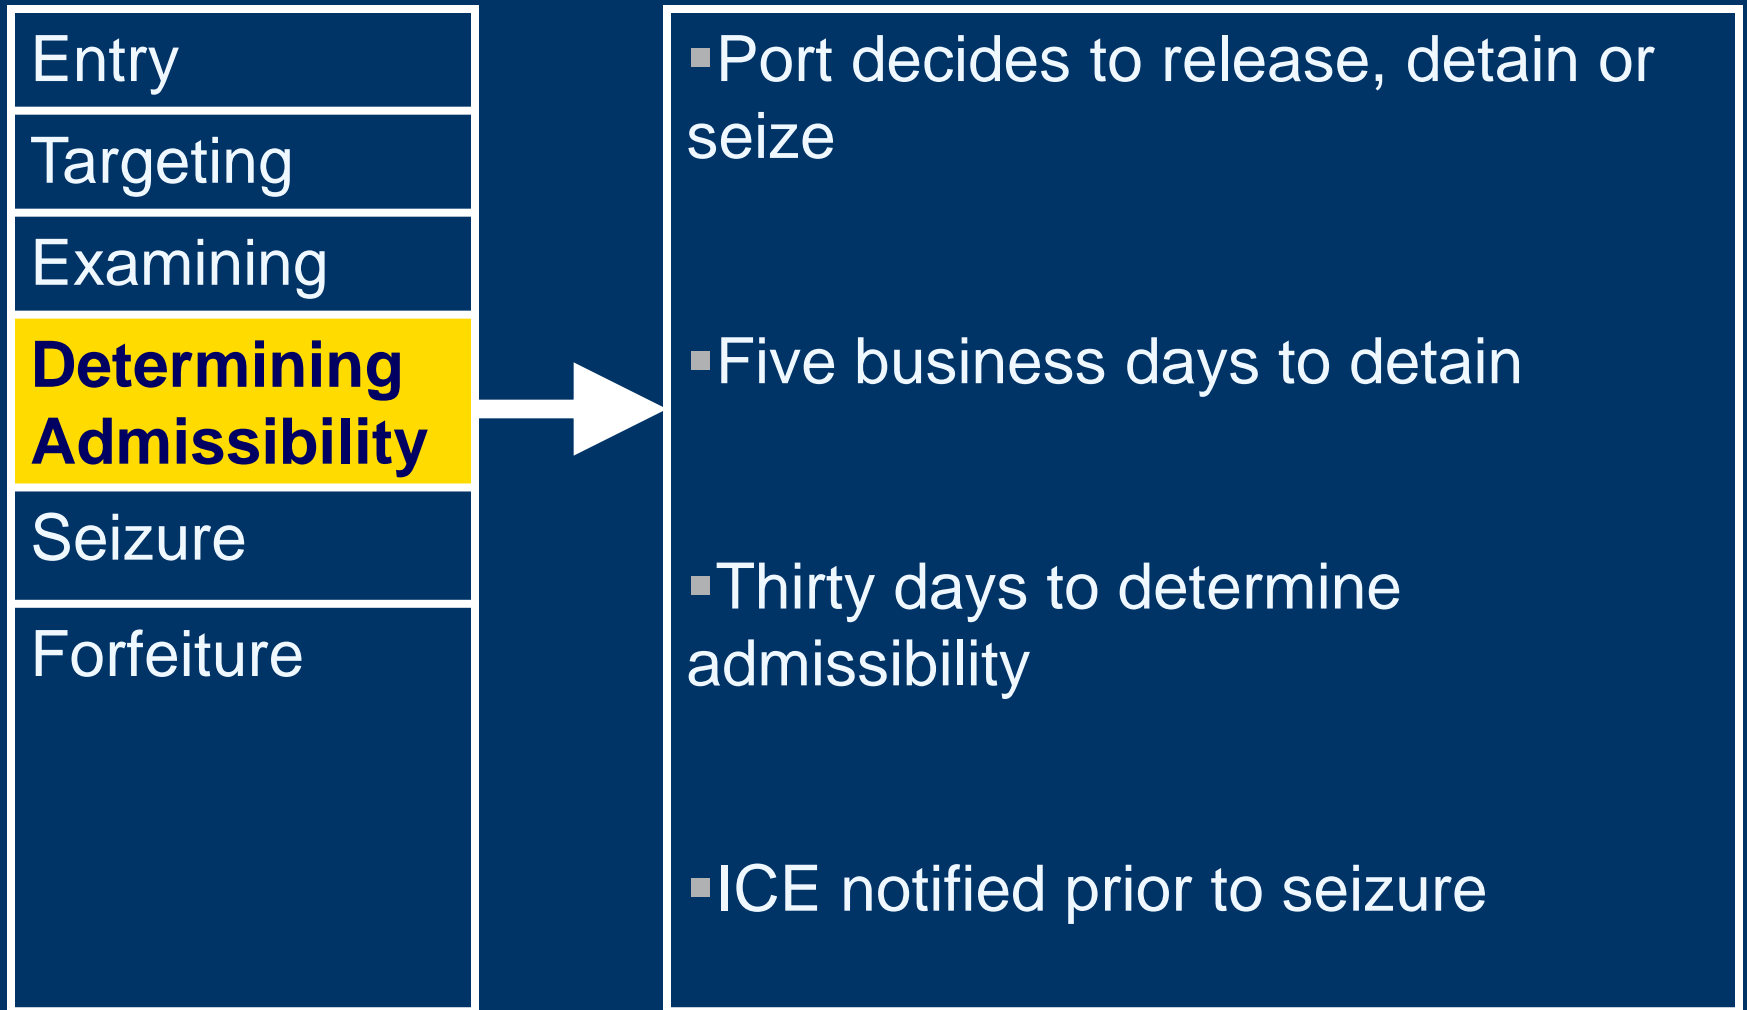 Entry
Targeting
Examining
Determining
Admissibility
Seizure
Forfeiture
▪Port decides to release, detain or
seize
▪Five business days to detain
▪Thirty days to determine
admissibility
▪ICE notified prior to seizure